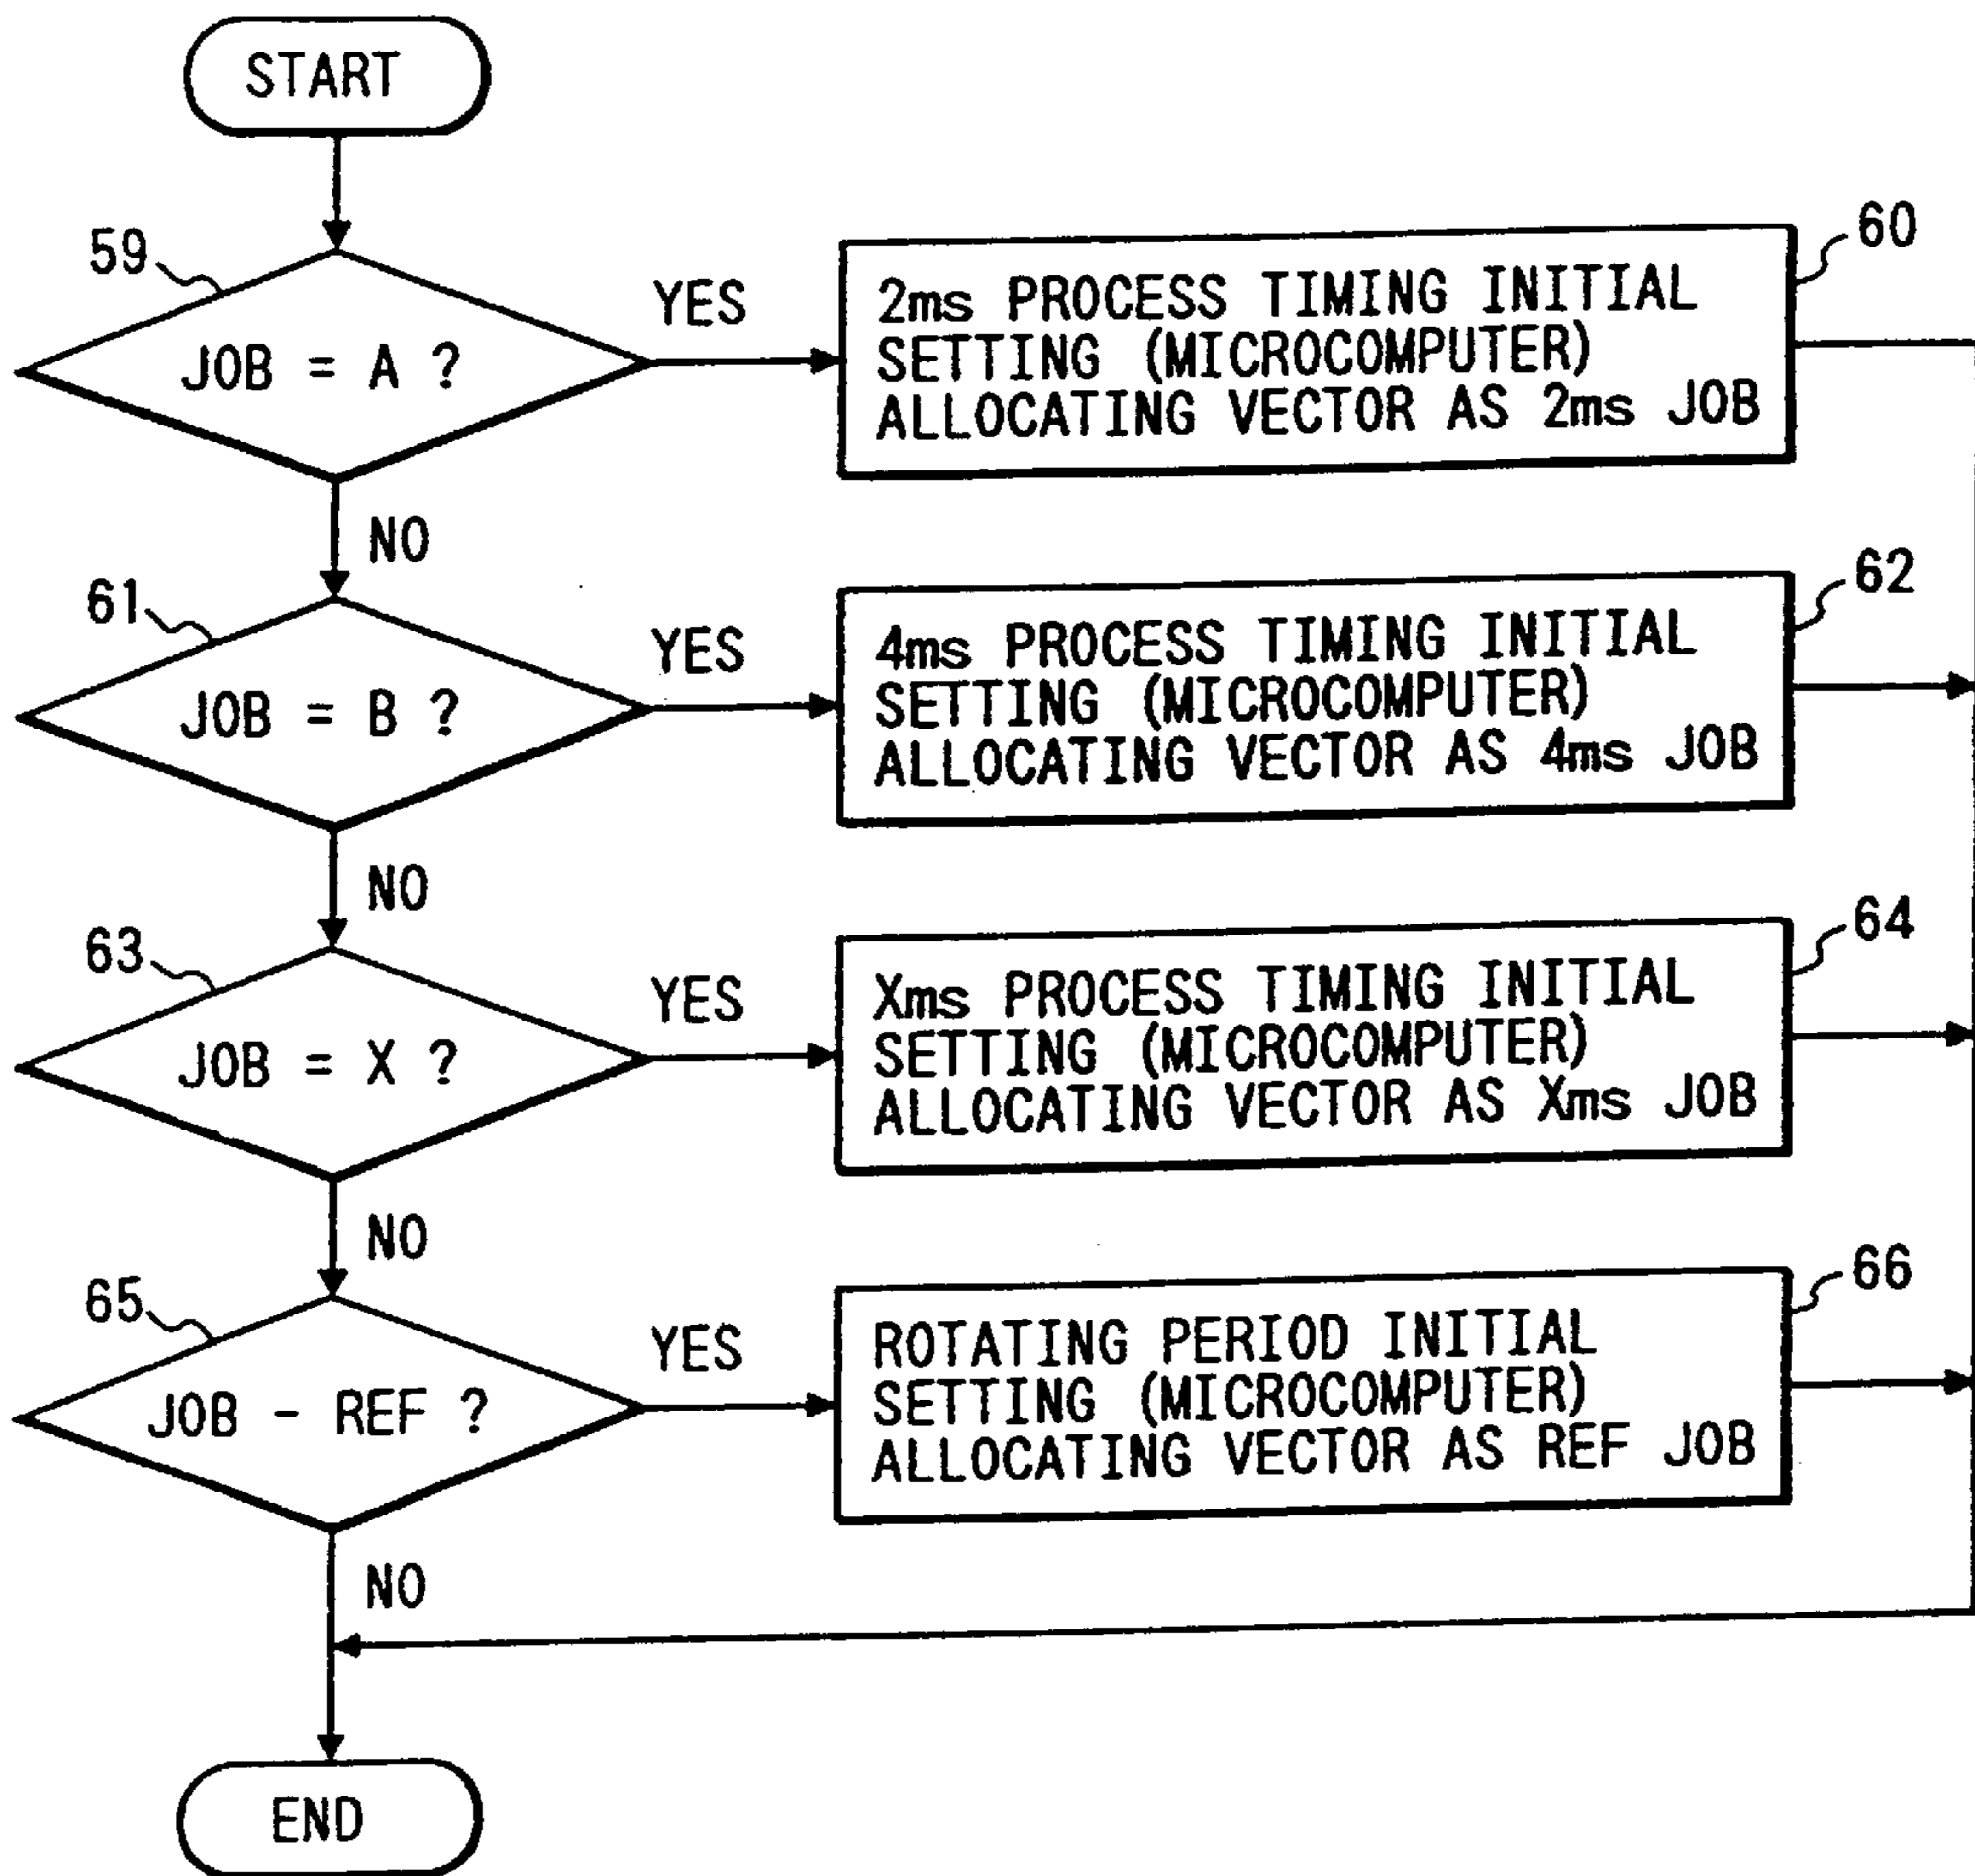 START
59
JOB = A ?
YES
2ms PROCESS TIMING INITIAL
SETTING (MICROCOMPUTER)
ALLOCATING VECTOR AS 2ms JOB
60
NO
61
JOB = B ?
YES
4ms PROCESS TIMING INITIAL
SETTING (MICROCOMPUTER)
ALLOCATING VECTOR AS 4ms JOB
62
NO
63
JOB = X ?
YES
Xms PROCESS TIMING INITIAL
SETTING (MICROCOMPUTER)
ALLOCATING VECTOR AS Xms JOB
64
NO
65
JOB - REF ?
YES
ROTATING PERIOD INITIAL
SETTING (MICROCOMPUTER)
ALLOCATING VECTOR AS REF JOB
66
NO
END